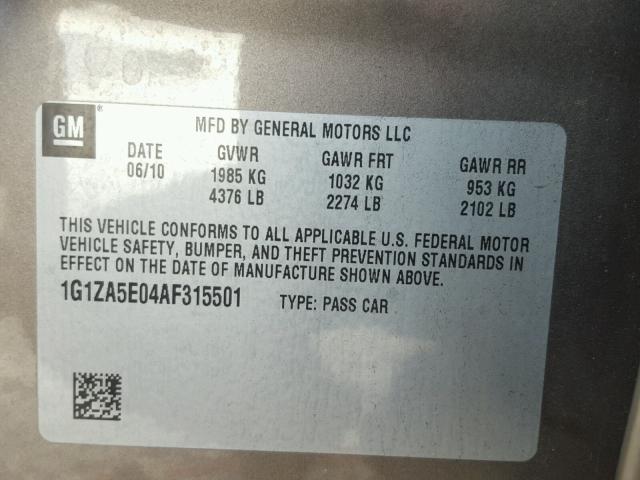 GM®
MFD BY GENERAL MOTORS LLC
DATE GVWR GAWR FRT GAWR RR
06/10 1985 KG 1032 KG 953 KG
4376 LB 2274 LB 2102 LB
THIS VEHICLE CONFORMS TO ALL APPLICABLE U.S. FEDERAL MOTOR
VEHICLE SAFETY, BUMPER, AND THEFT PREVENTION STANDARDS IN
EFFECT ON THE DATE OF MANUFACTURE SHOWN ABOVE.
1G1ZA5E04AF315501 TYPE: PASS CAR